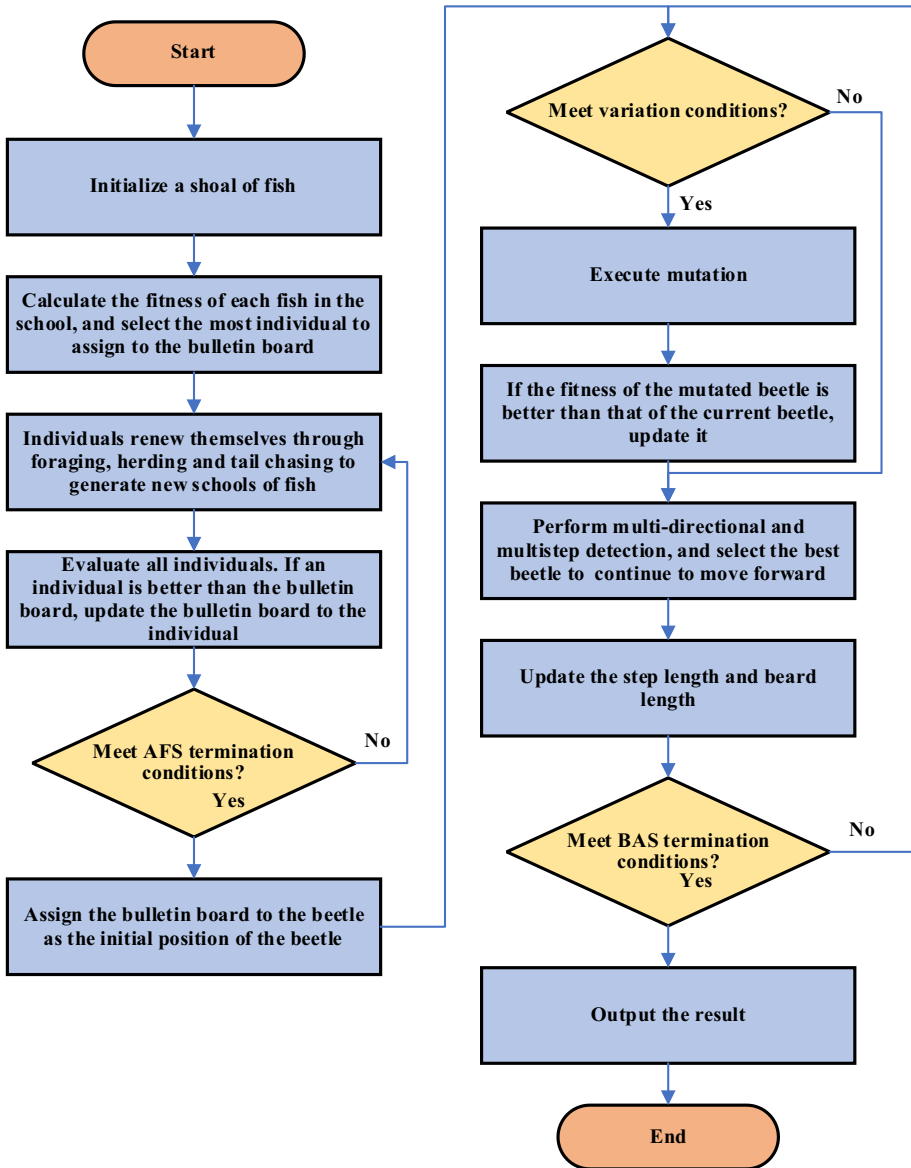 Start
Initialize a shoal of fish
Calculate the fitness of each fish in the
school, and select the most individual to
assign to the bulletin board
Individuals renew themselves through
foraging, herding and tail chasing to
generate new schools of fish
Evaluate all individuals. If an
individual is better than the bulletin
board, update the bulletin board to the
individual
Meet AFS termination
conditions?
No
Yes
Assign the bulletin board to the beetle
as the initial position of the beetle
Meet variation conditions?
No
Yes
Execute mutation
If the fitness of the mutated beetle is
better than that of the current beetle,
update it
Perform multi-directional and
multistep detection, and select the best
beetle to continue to move forward
Update the step length and beard
length
Meet BAS termination
conditions?
No
Yes
Output the result
End